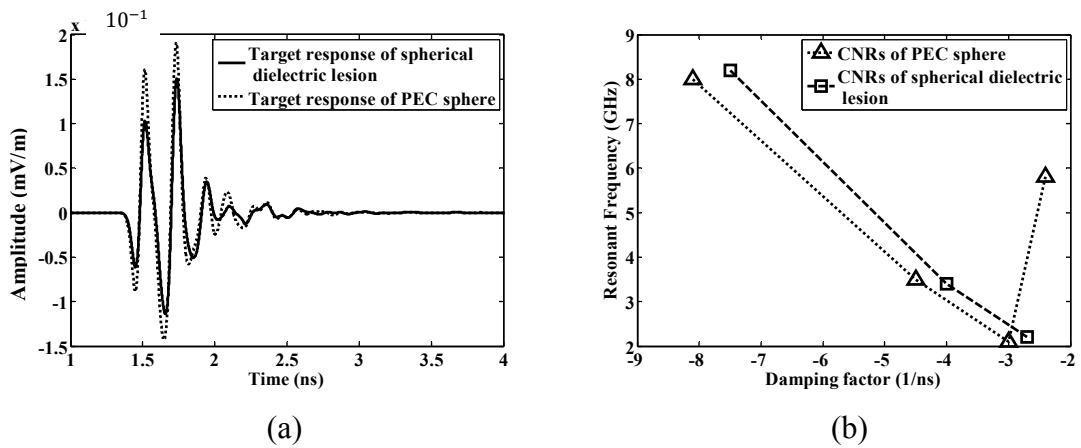 x 10⁻¹
2
1.5
1
0.5
0
-0.5
-1
-1.5
1 1.5 2 2.5 3 3.5 4
Amplitude (mV/m)
Time (ns)
Target response of spherical
dielectric lesion
Target response of PEC sphere
(a)
9
8
7
6
5
4
3
2
-9 -8 -7 -6 -5 -4 -3 -2
Resonant Frequency (GHz)
Damping factor (1/ns)
CNRs of PEC sphere
CNRs of spherical dielectric
lesion
(b)